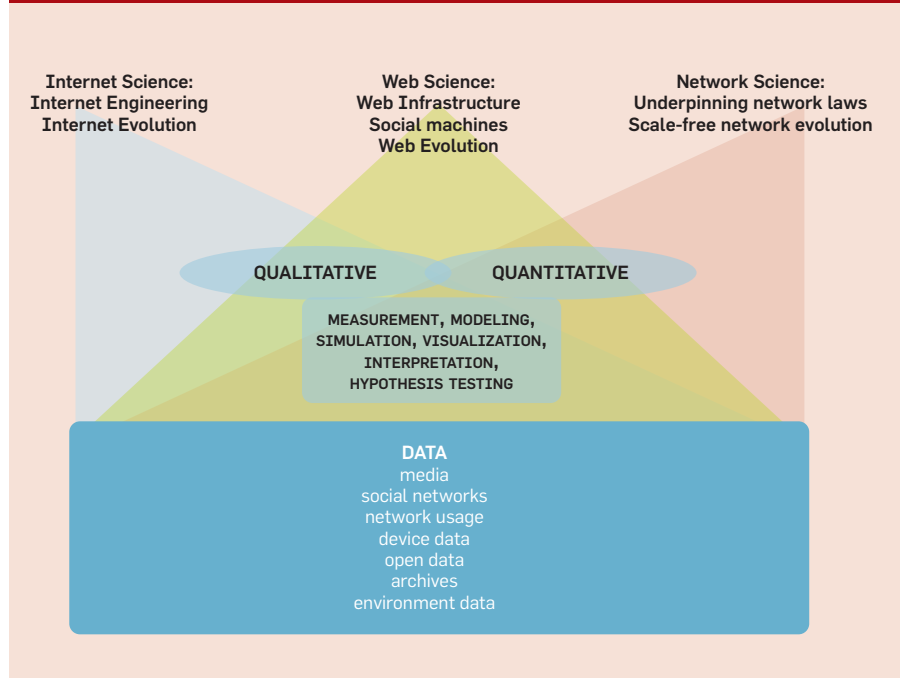 Internet Science:
Internet Engineering
Internet Evolution
Web Science:
Web Infrastructure
Social machines
Web Evolution
Network Science:
Underpinning network laws
Scale-free network evolution
QUALITATIVE
QUANTITATIVE
MEASUREMENT, MODELING,
SIMULATION, VISUALIZATION,
INTERPRETATION,
HYPOTHESIS TESTING
DATA
media
social networks
network usage
device data
open data
archives
environment data